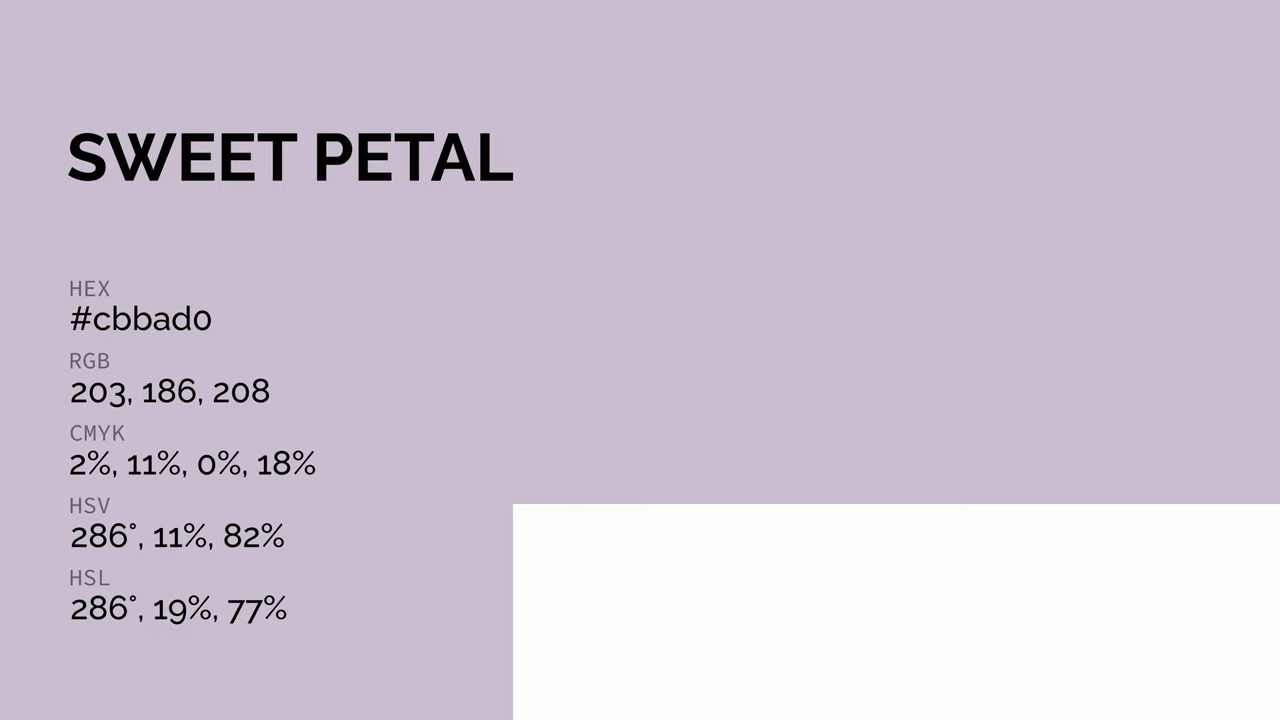 SWEET PETAL
HEX
#cbbad0
RGB
203, 186, 208
CMYK
2%, 11%, 0%, 18%
HSV
286°, 11%, 82%
HSL
286°, 19%, 77%